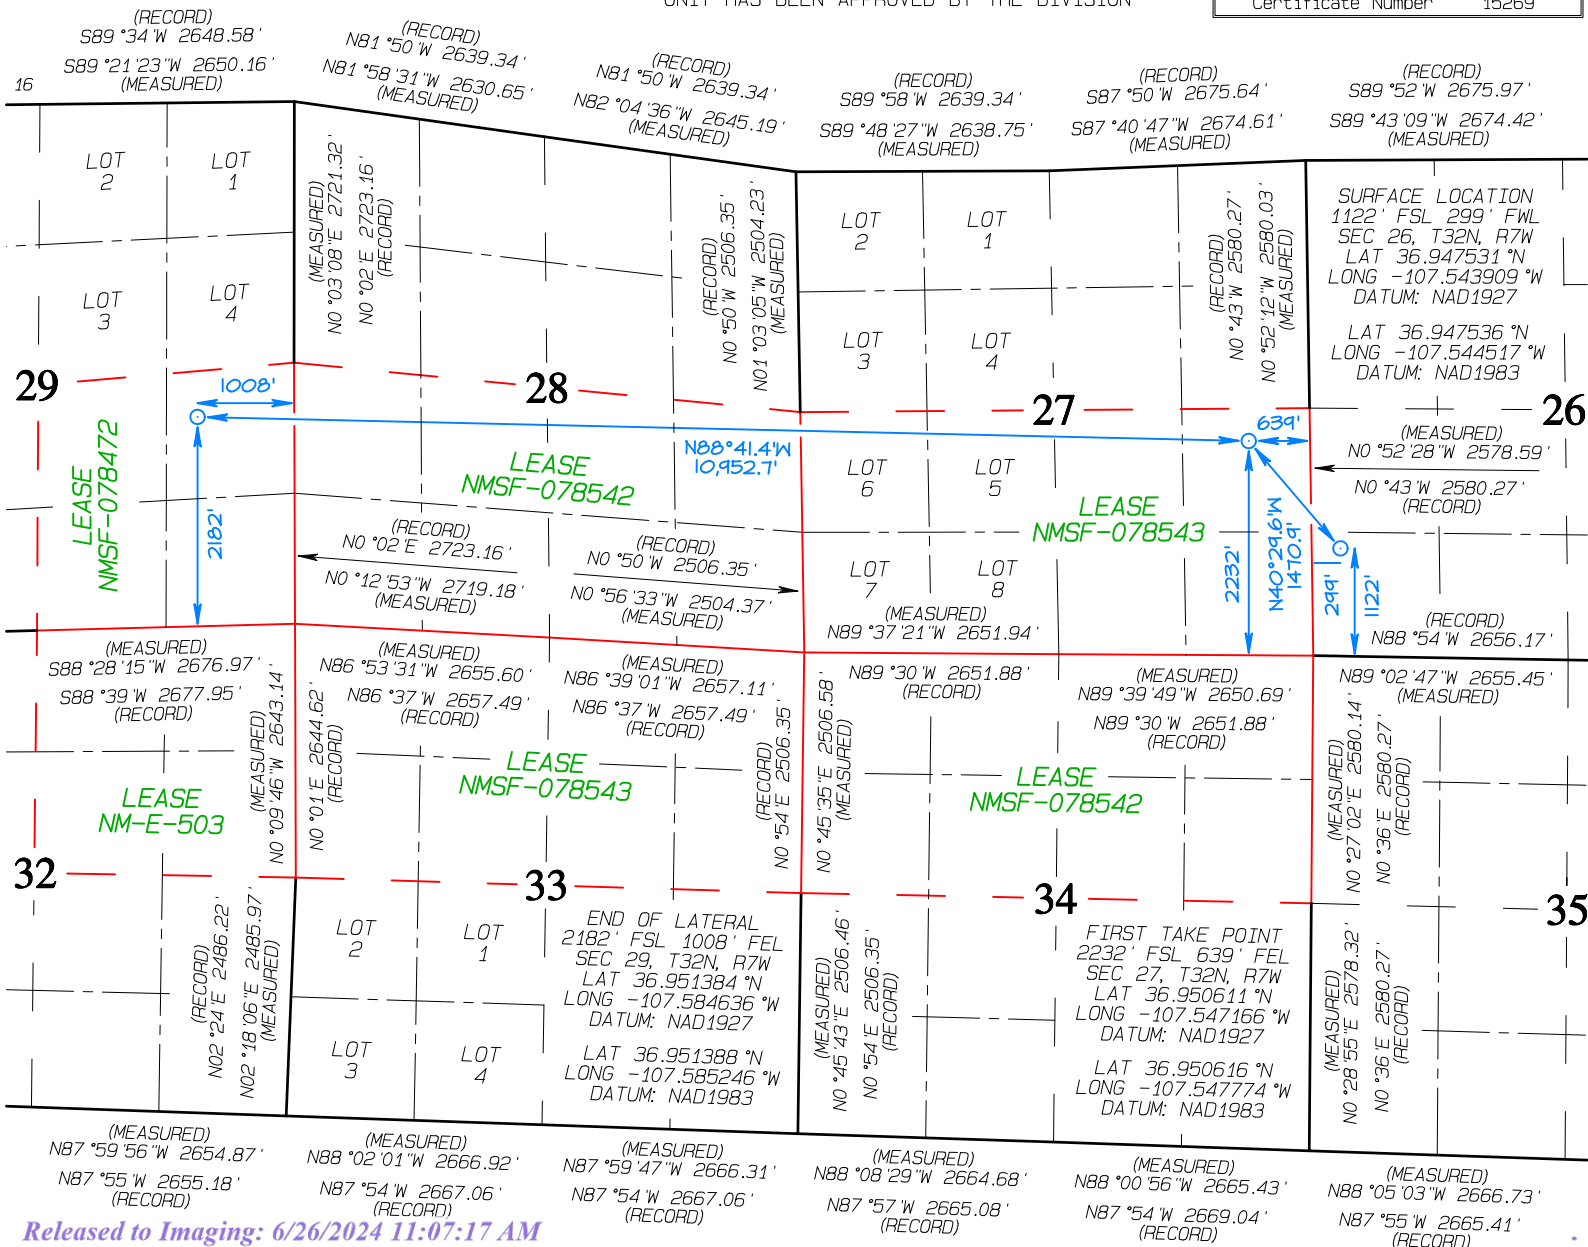 Certificate Number 15269
(RECORD)
S89°34'W 2648.58'
S89°21'23"W 2650.16'
(MEASURED)
(RECORD)
N81°50'W 2639.34'
N81°58'31"W 2630.65'
(MEASURED)
(RECORD)
N81°50'W 2639.34'
N82°04'36"W 2645.19'
(MEASURED)
(RECORD)
S89°58'W 2639.34'
S89°48'27"W 2638.75'
(MEASURED)
(RECORD)
S87°50'W 2675.64'
S87°40'47"W 2674.61'
(MEASURED)
(RECORD)
S89°52'W 2675.97'
S89°43'09"W 2674.42'
(MEASURED)
16
LOT
2
LOT
1
LOT
3
LOT
4
(MEASURED)
N0°03'08"E 2721.32'
N0°02'E 2723.16'
(RECORD)
(RECORD)
N0°50'W 2506.35'
N01°03'05"W 2504.23'
(MEASURED)
LOT
2
LOT
1
LOT
3
LOT
4
(RECORD)
N0°43'W 2580.27'
N0°52'12"W 2580.03'
(MEASURED)
SURFACE LOCATION
1122' FSL 299' FWL
SEC 26, T32N, R7W
LAT 36.947531°N
LONG -107.543909°W
DATUM: NAD1927
LAT 36.947536°N
LONG -107.544517°W
DATUM: NAD1983
29
28
27
26
1008'
N88°41.4'W
10,952.7'
639'
2182'
2232'
N40°29.6'W
1470.9'
299'
1122'
LEASE
NMSF-078472
LEASE
NMSF-078542
LOT
6
LOT
5
LEASE
NMSF-078543
LOT
7
LOT
8
(MEASURED)
N0°52'28"W 2578.59'
N0°43'W 2580.27'
(RECORD)
(RECORD)
N0°02'E 2723.16'
N0°12'53"W 2719.18'
(MEASURED)
(RECORD)
N0°50'W 2506.35'
N0°56'33"W 2504.37'
(MEASURED)
(MEASURED)
N89°37'21"W 2651.94'
(RECORD)
N88°54'W 2656.17'
(MEASURED)
S88°28'15"W 2676.97'
S88°39'W 2677.95'
(RECORD)
(MEASURED)
N86°53'31"W 2655.60'
N86°37'W 2657.49'
(RECORD)
(MEASURED)
N86°39'01"W 2657.11'
N86°37'W 2657.49'
(RECORD)
N89°30'W 2651.88'
(RECORD)
(MEASURED)
N89°39'49"W 2650.69'
N89°30'W 2651.88'
(RECORD)
N89°02'47"W 2655.45'
(MEASURED)
(MEASURED)
N0°09'46"W 2643.14'
N0°01'E 2644.62'
(RECORD)
(RECORD)
N0°54'E 2506.35'
N0°45'35"E 2506.58'
(MEASURED)
(MEASURED)
N0°27'02"E 2580.14'
N0°36'E 2580.27'
(RECORD)
LEASE
NM-E-503
LEASE
NMSF-078543
LEASE
NMSF-078542
32
33
34
35
(RECORD)
N02°24'E 2486.22'
N02°18'06"E 2485.97'
(MEASURED)
LOT
2
LOT
1
LOT
3
LOT
4
END OF LATERAL
2182' FSL 1008' FEL
SEC 29, T32N, R7W
LAT 36.951384°N
LONG -107.584636°W
DATUM: NAD1927
LAT 36.951388°N
LONG -107.585246°W
DATUM: NAD1983
(MEASURED)
N0°45'43"E 2506.46'
N0°54'E 2506.35'
(RECORD)
FIRST TAKE POINT
2232' FSL 639' FEL
SEC 27, T32N, R7W
LAT 36.950611°N
LONG -107.547166°W
DATUM: NAD1927
LAT 36.950616°N
LONG -107.547774°W
DATUM: NAD1983
(MEASURED)
N0°28'55"E 2578.32'
N0°36'E 2580.27'
(RECORD)
(MEASURED)
N87°59'56"W 2654.87'
N87°55'W 2655.18'
(RECORD)
(MEASURED)
N88°02'01"W 2666.92'
N87°54'W 2667.06'
(RECORD)
(MEASURED)
N87°59'47"W 2666.31'
N87°54'W 2667.06'
(RECORD)
(MEASURED)
N88°08'29"W 2664.68'
N87°57'W 2665.08'
(RECORD)
(MEASURED)
N88°00'56"W 2665.43'
N87°54'W 2669.04'
(RECORD)
(MEASURED)
N88°05'03"W 2666.73'
N87°55'W 2665.41'
(RECORD)
Released to Imaging: 6/26/2024 11:07:17 AM